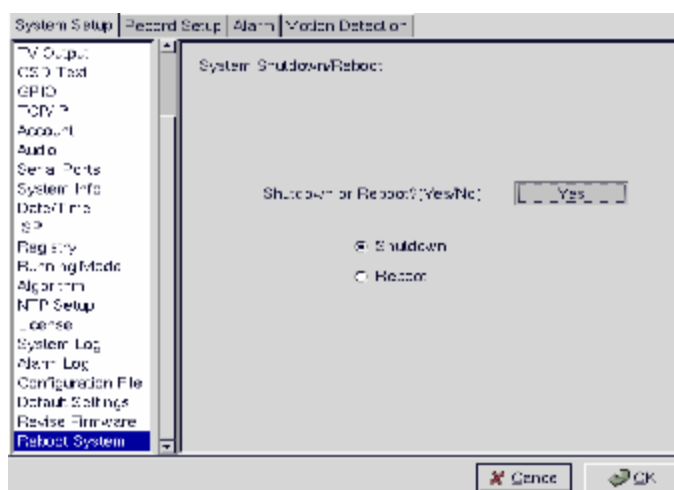 System Setup Record Setup Alarm Motion Detection
TV Output
OSD Text
GPIO
TCP/IP
Account
Audio
Serial Ports
System Info
Date/Time
ISP
Registry
Running Mode
Algorithm
NTP Setup
License
System Log
Alarm Log
Configuration File
Default Settings
Revise Firmware
Reboot System
System Shutdown/Reboot
Shutdown or Reboot?(Yes/No) Yes
Shutdown
Reboot
Cancel OK